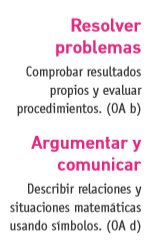 Resolver
problemas
Comprobar resultados
propios y evaluar
procedimientos. (OA b)
Argumentar y
comunicar
Describir relaciones y
situaciones matemáticas
usando símbolos. (OA d)